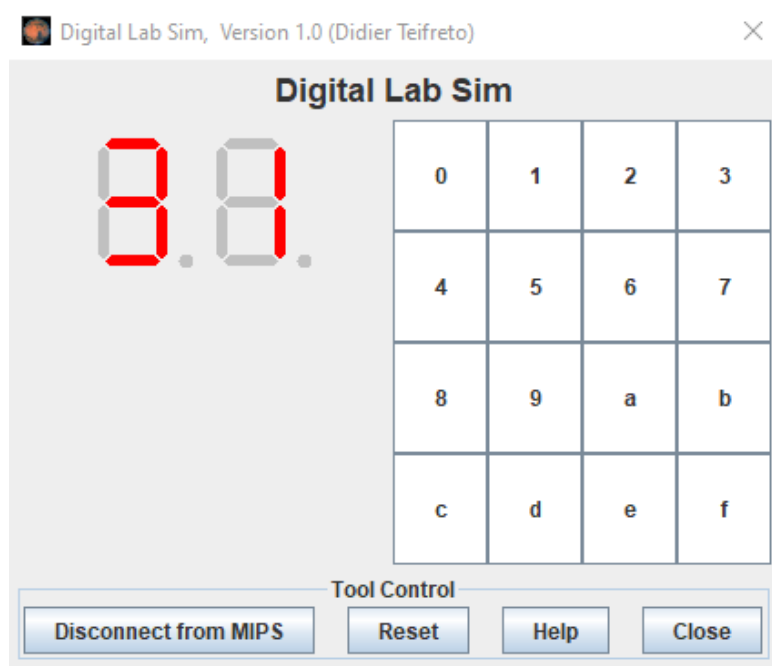 Digital Lab Sim, Version 1.0 (Didier Teifreto)
Digital Lab Sim
31
0 1 2 3
4 5 6 7
8 9 a b
c d e f
Tool Control
Disconnect from MIPS Reset Help Close